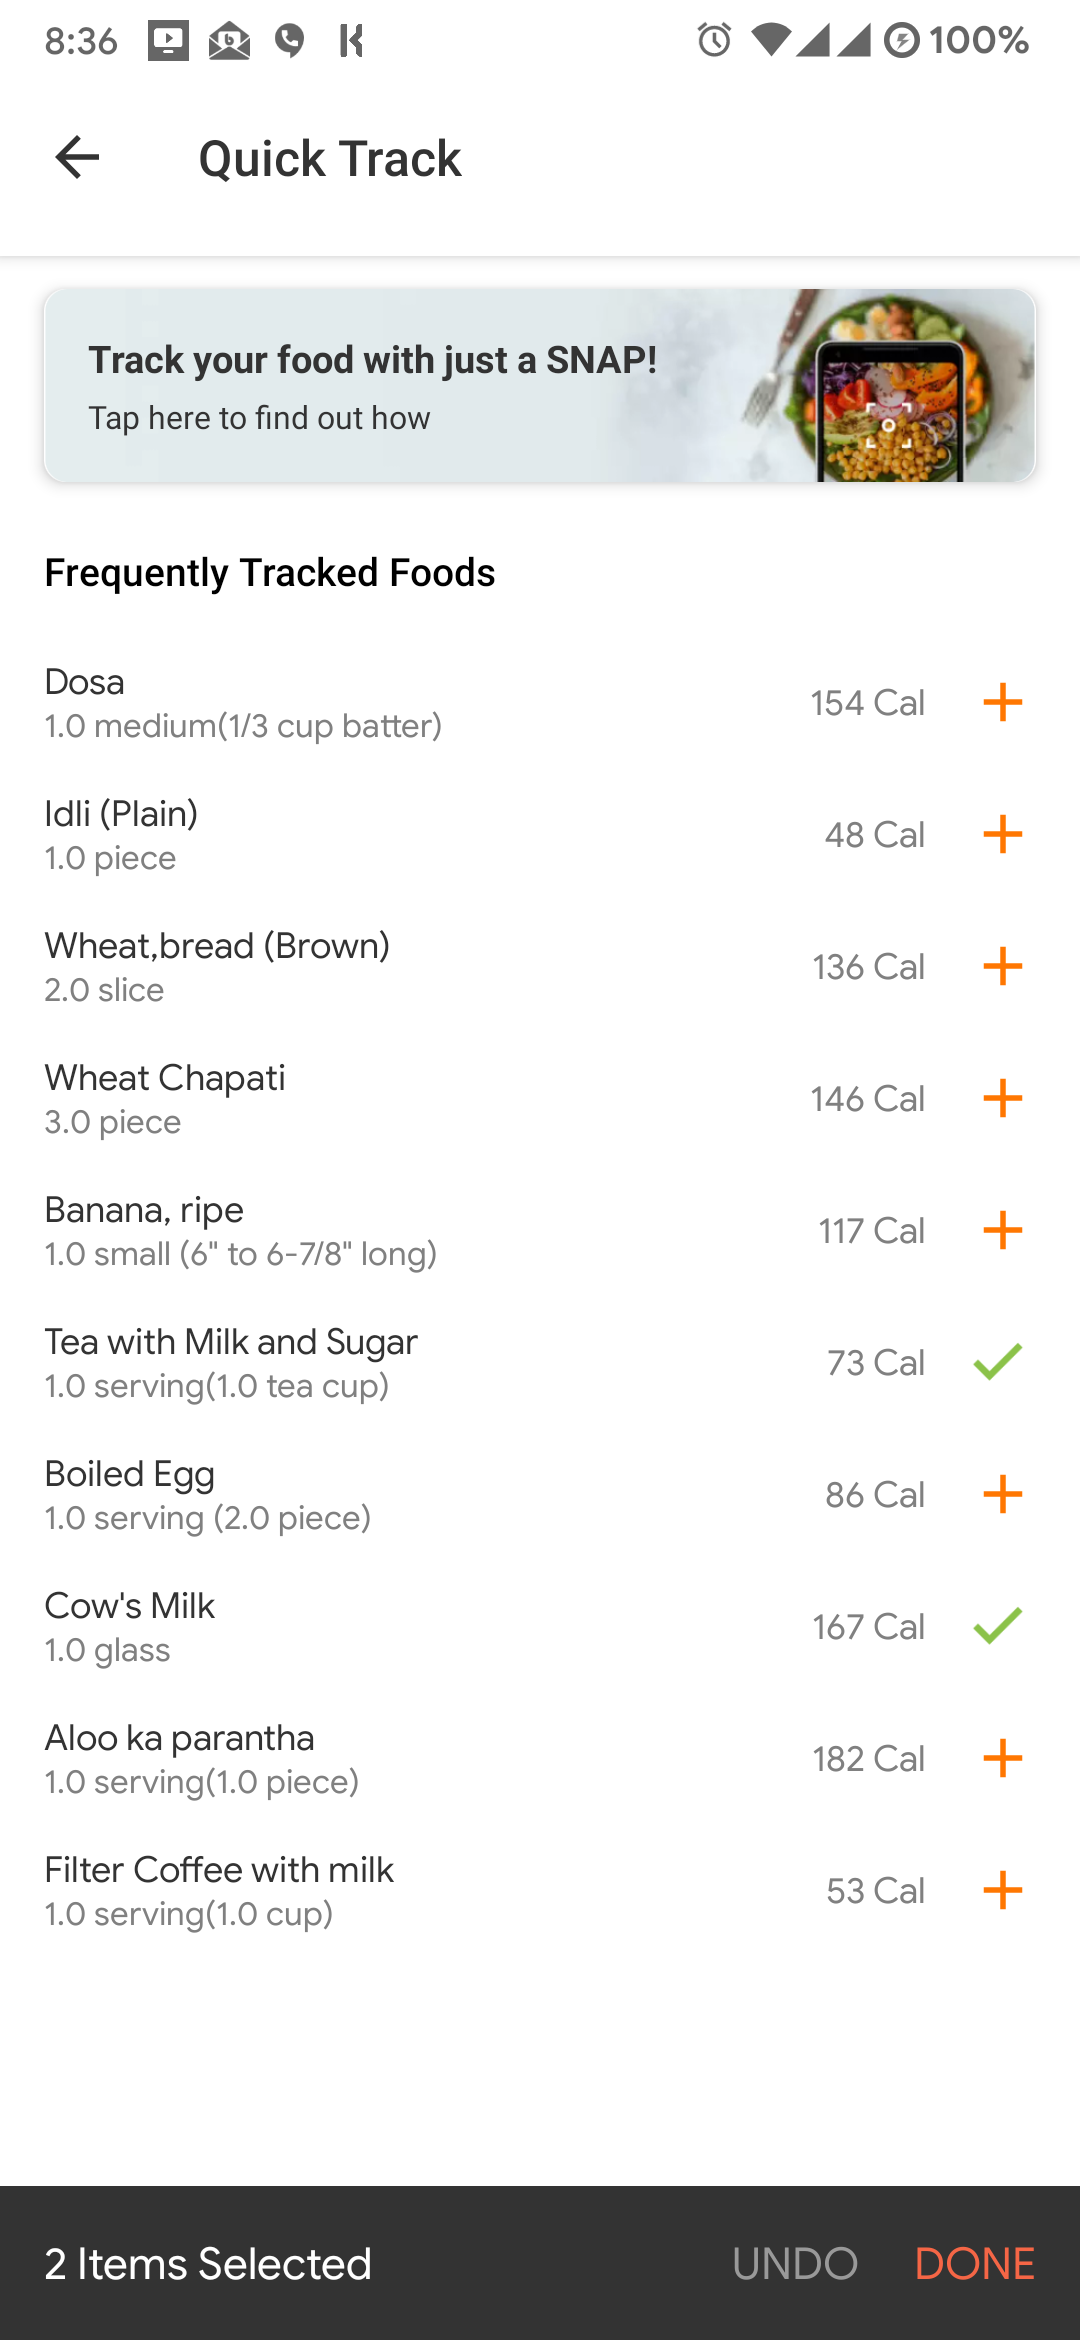 8:36
100%
Quick Track
Track your food with just a SNAP!
Tap here to find out how
Frequently Tracked Foods
Dosa
1.0 medium(1/3 cup batter)
154 Cal
Idli (Plain)
1.0 piece
48 Cal
Wheat,bread (Brown)
2.0 slice
136 Cal
Wheat Chapati
3.0 piece
146 Cal
Banana, ripe
1.0 small (6" to 6-7/8" long)
117 Cal
Tea with Milk and Sugar
1.0 serving(1.0 tea cup)
73 Cal
Boiled Egg
1.0 serving (2.0 piece)
86 Cal
Cow's Milk
1.0 glass
167 Cal
Aloo ka parantha
1.0 serving(1.0 piece)
182 Cal
Filter Coffee with milk
1.0 serving(1.0 cup)
53 Cal
2 Items Selected
UNDO
DONE